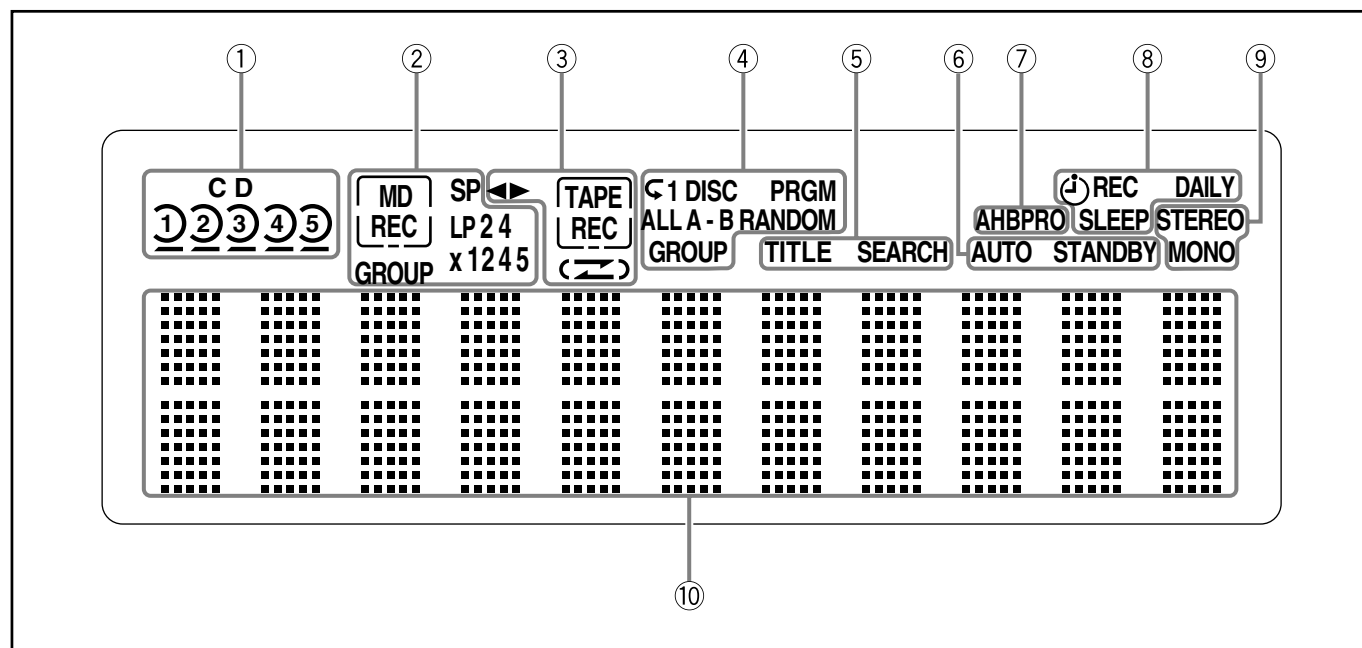 ① ② ③ ④ ⑤ ⑥ ⑦ ⑧ ⑨
CD
1 2 3 4 5
MD
REC
GROUP
SP
LP 2 4
x 1 2 4 5
◀▶
TAPE
REC
1 DISC PRGM
ALL A - B RANDOM
GROUP
TITLE SEARCH
AHBPRO
AUTO STANDBY
REC DAILY
SLEEP
STEREO
MONO
⑩